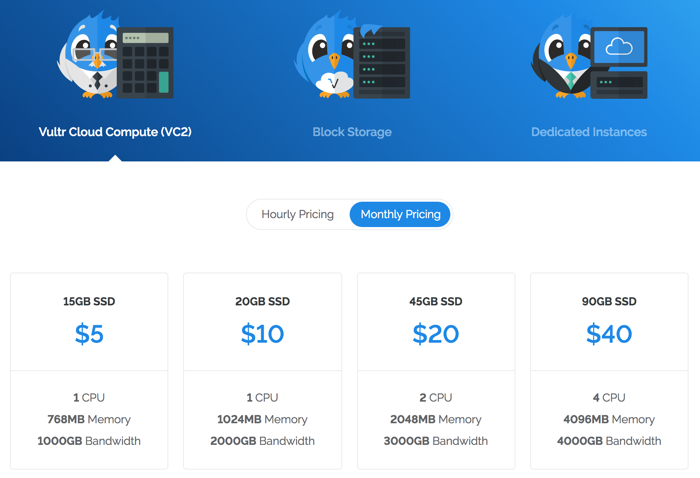 V
Vultr Cloud Compute (VC2)
Block Storage
Dedicated Instances
Hourly Pricing
Monthly Pricing
15GB SSD
$5
1 CPU
768MB Memory
1000GB Bandwidth
20GB SSD
$10
1 CPU
1024MB Memory
2000GB Bandwidth
45GB SSD
$20
2 CPU
2048MB Memory
3000GB Bandwidth
90GB SSD
$40
4 CPU
4096MB Memory
4000GB Bandwidth